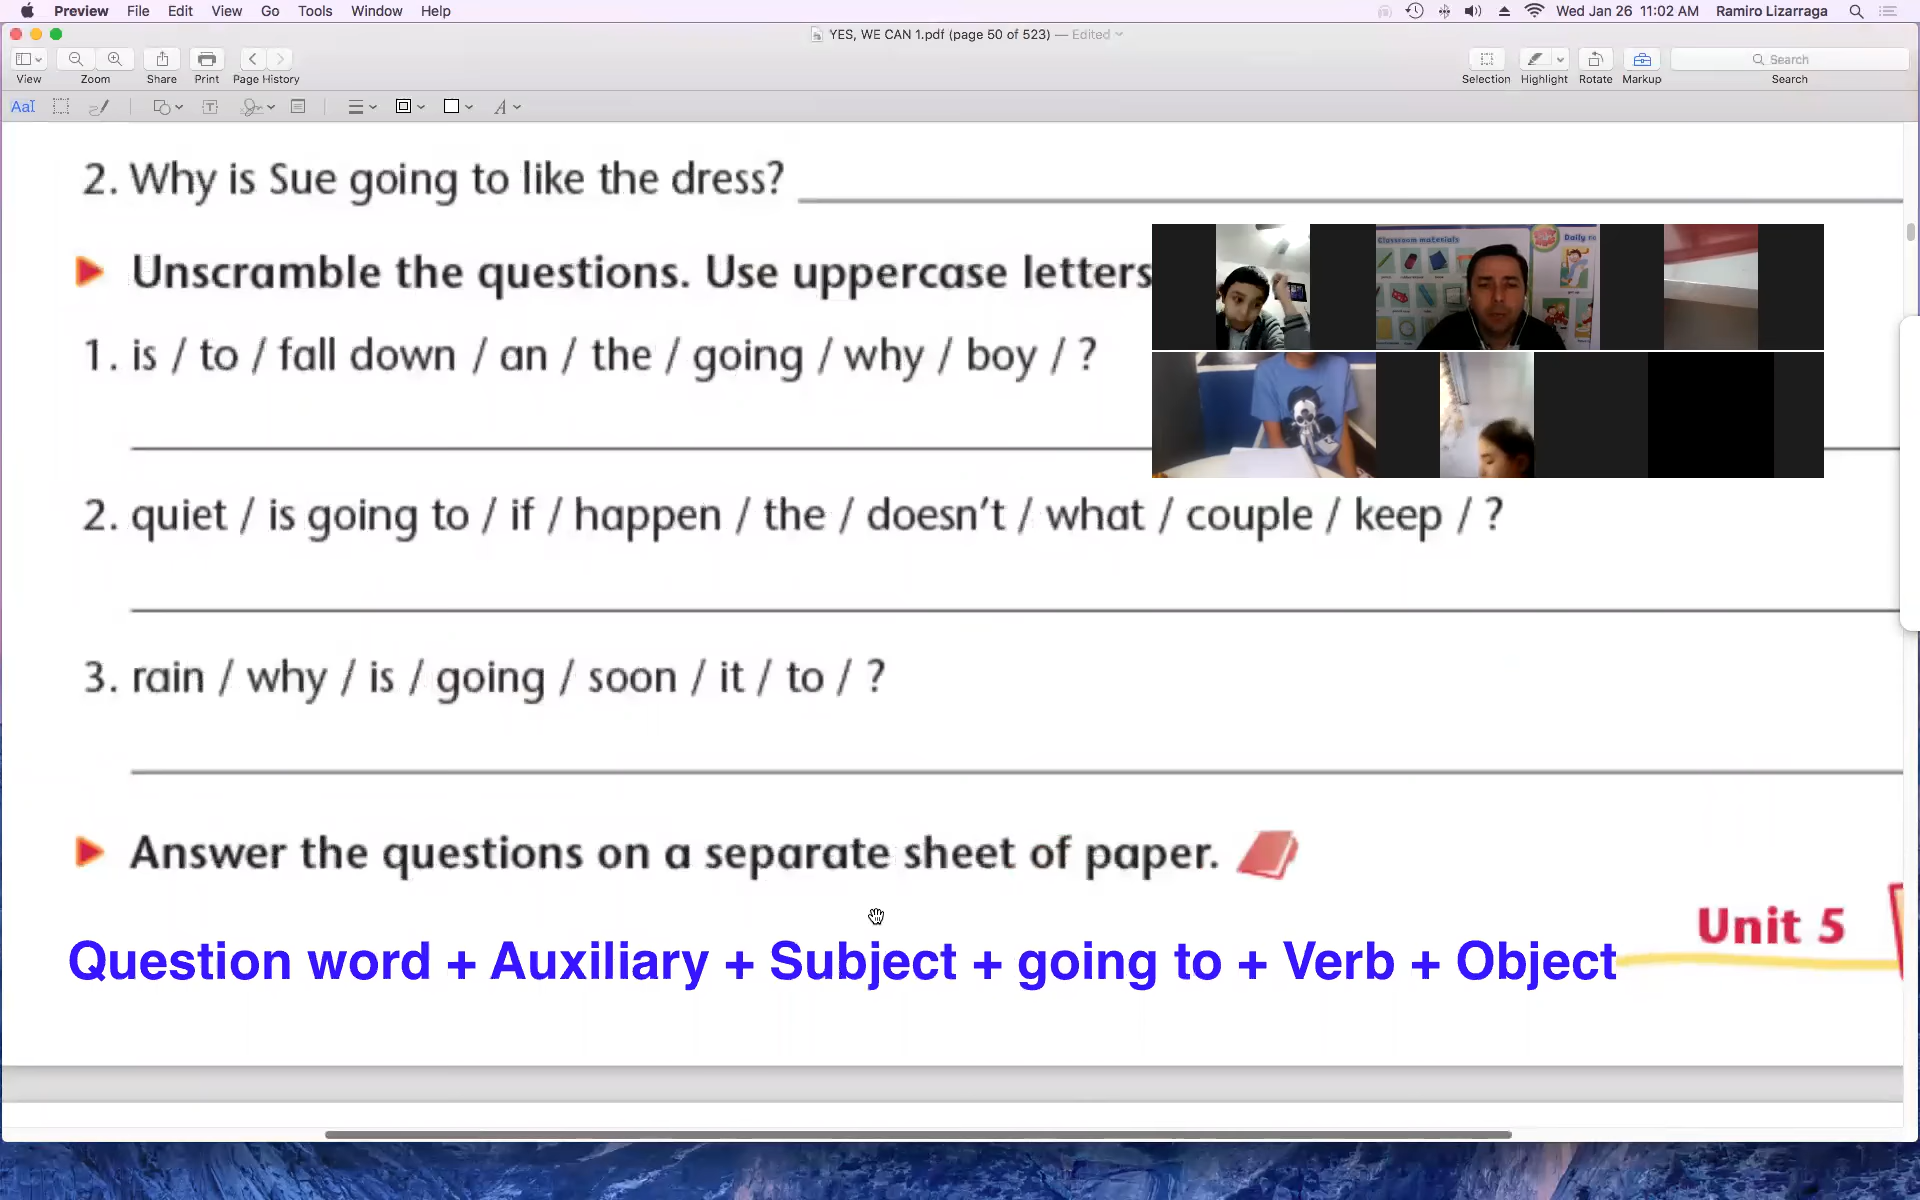 Preview File Edit View Go Tools Window Help Wed Jan 26 11:02 AM Ramiro Lizarraga
YES, WE CAN 1.pdf (page 50 of 523) — Edited
Search
View Zoom Share Print Page History Selection Highlight Rotate Markup Search
2. Why is Sue going to like the dress?
Unscramble the questions. Use uppercase letters
Classroom materials
1. is / to / fall down / an / the / going / why / boy / ?
2. quiet / is going to / if / happen / the / doesn't / what / couple / keep / ?
3. rain / why / is / going / soon / it / to / ?
Answer the questions on a separate sheet of paper.
Unit 5
Question word + Auxiliary + Subject + going to + Verb + Object